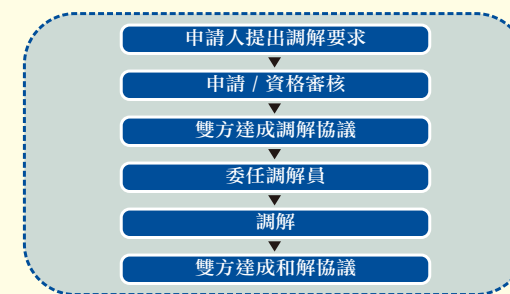 申請人提出調解要求
申請 / 資格審核
雙方達成調解協議
委任調解員
調解
雙方達成和解協議